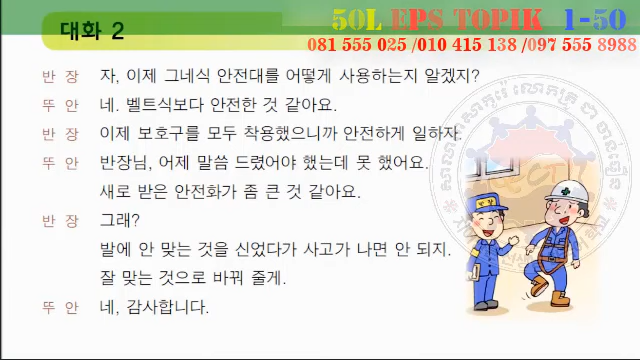 50L EPS TOPIK 1-50
081 555 025 /010 415 138 /097 555 8988
대화 2
반 장 자, 이제 그네식 안전대를 어떻게 사용하는지 알겠지?
뚜 안 네. 벨트식보다 안전한 것 같아요.
반 장 이제 보호구를 모두 착용했으니까 안전하게 일하자.
뚜 안 반장님, 어제 말씀 드렸어야 했는데 못 했어요.
새로 받은 안전화가 좀 큰 것 같아요.
반 장 그래?
발에 안 맞는 것을 신었다가 사고가 나면 안 되지.
잘 맞는 것으로 바꿔 줄게.
뚜 안 네, 감사합니다.